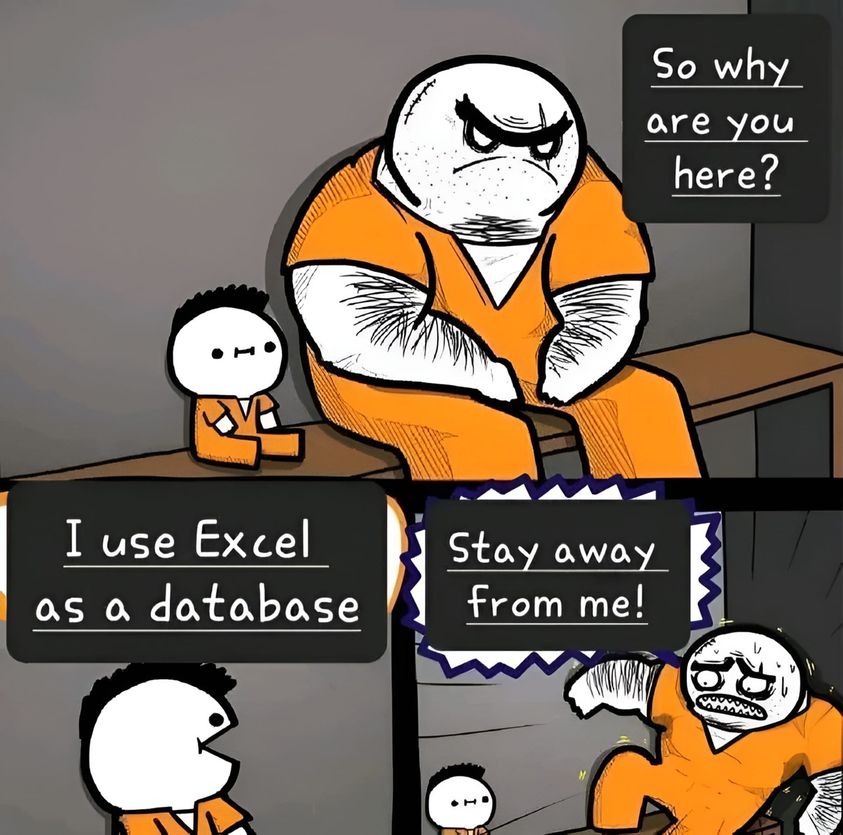 So why
are you
here?
I use Excel
as a database
Stay away
from me!